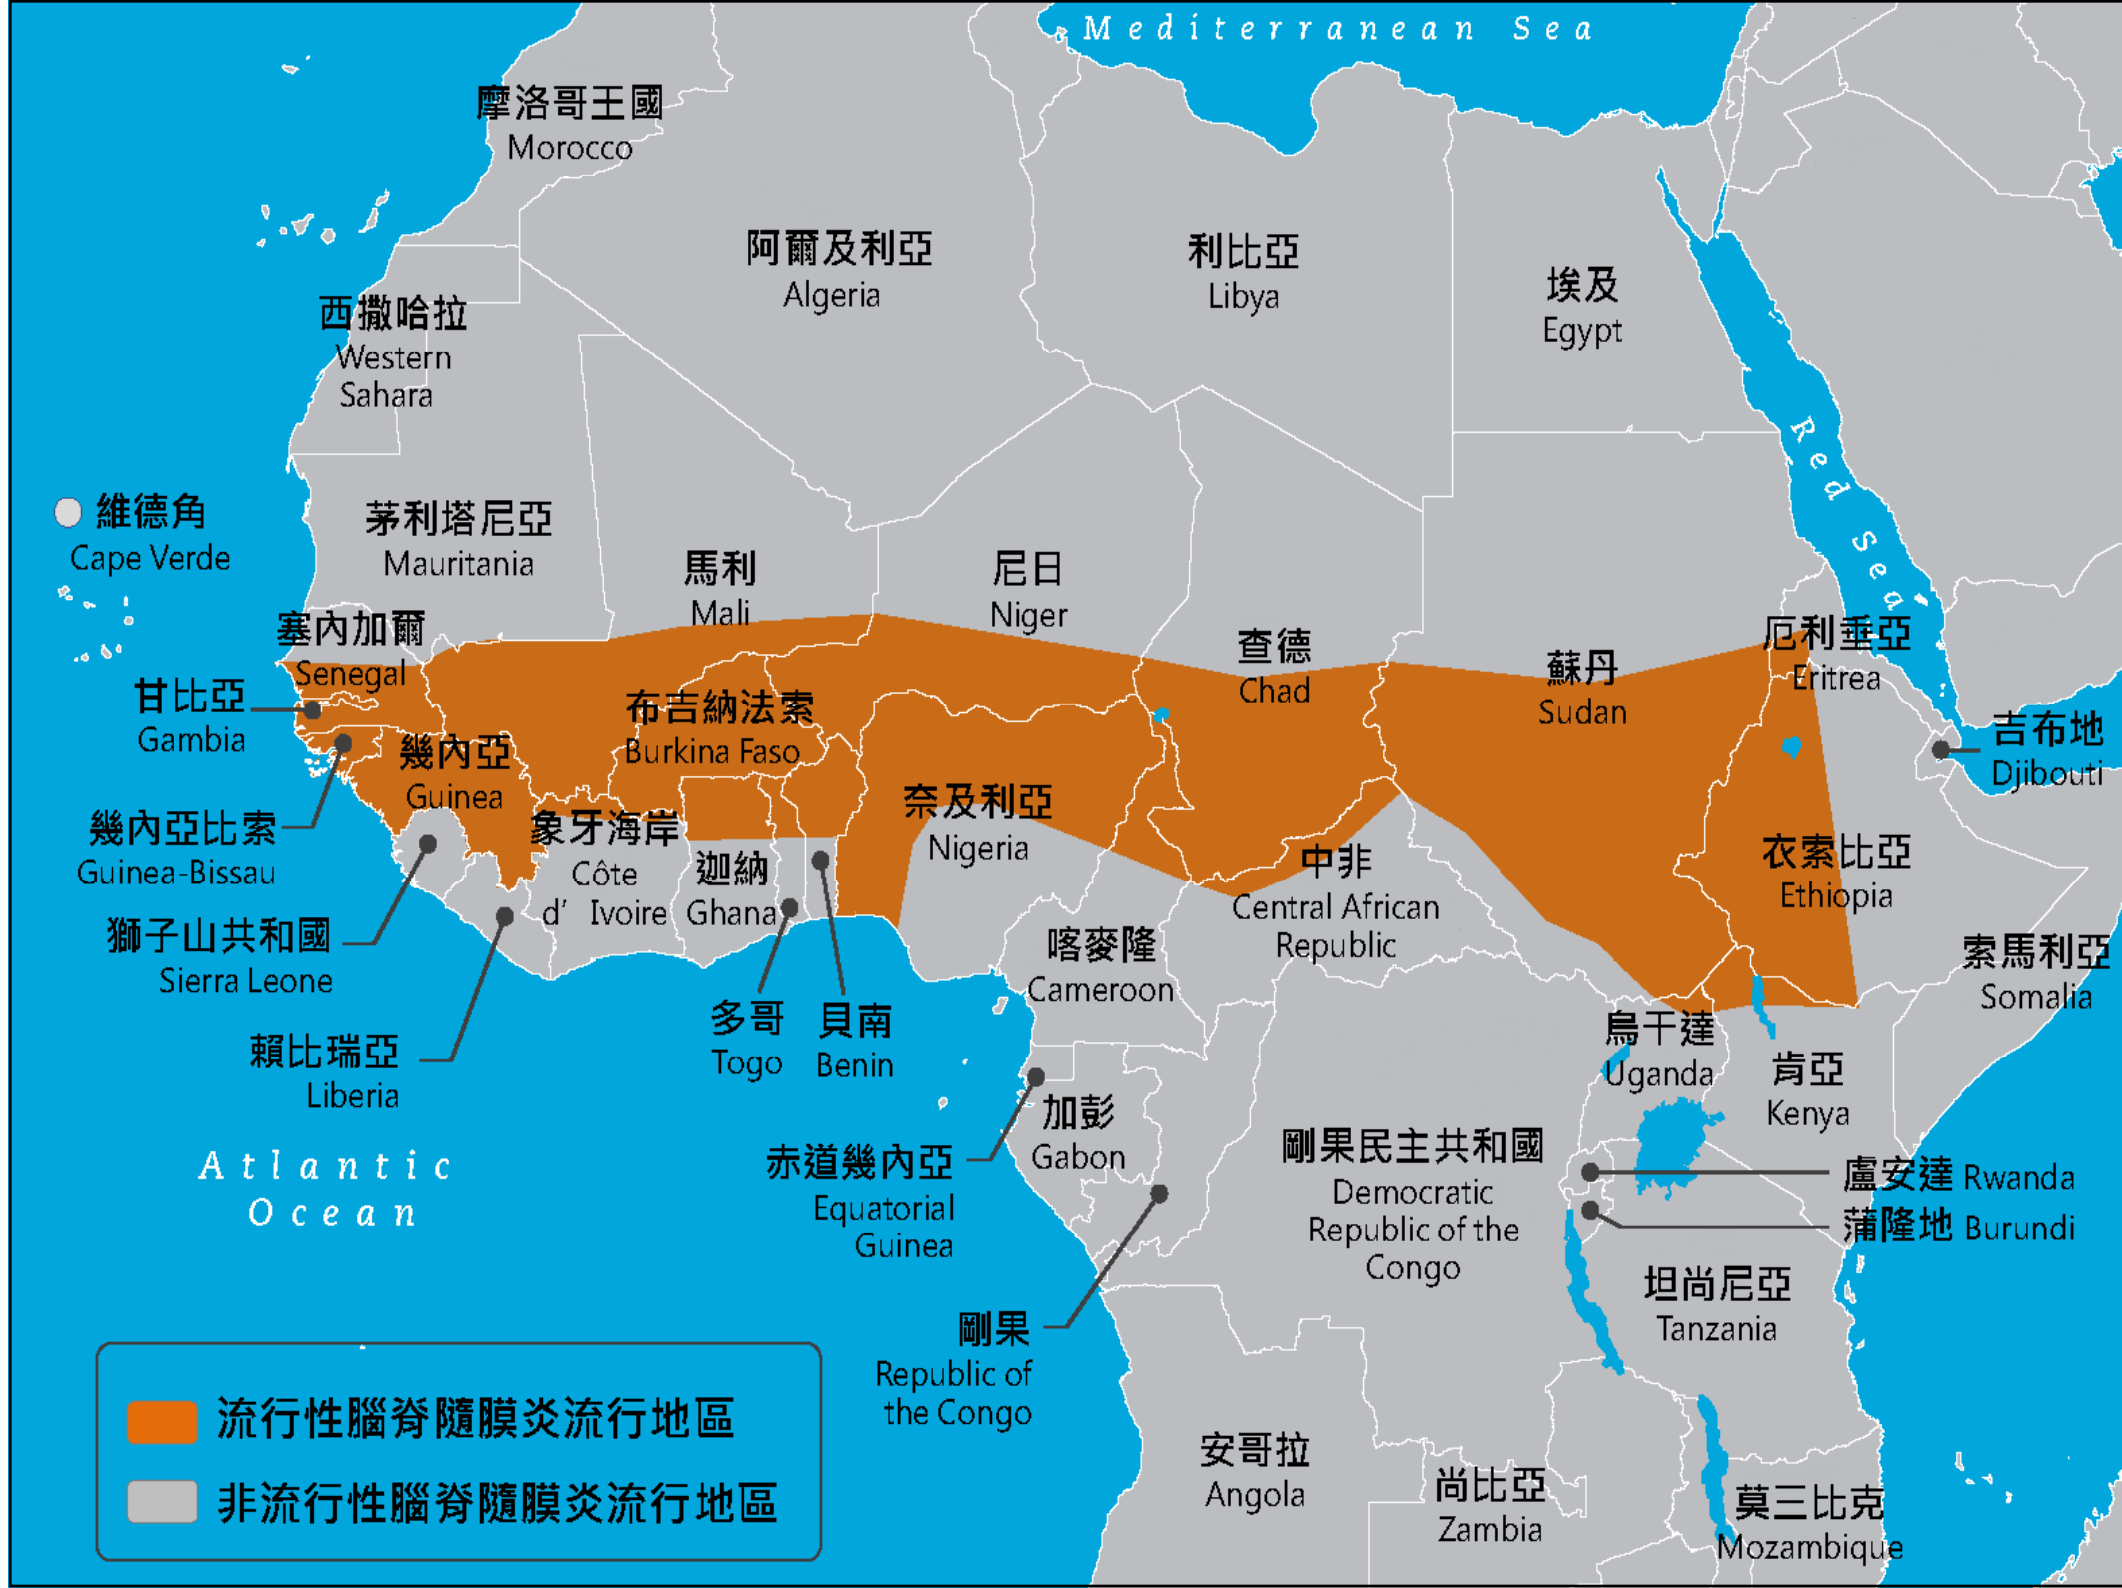 Mediterranean Sea
摩洛哥王國
Morocco
阿爾及利亞
Algeria
利比亞
Libya
埃及
Egypt
西撒哈拉
Western
Sahara
Red Sea
維德角
Cape Verde
茅利塔尼亞
Mauritania
馬利
Mali
尼日
Niger
查德
Chad
蘇丹
Sudan
厄利垂亞
Eritrea
塞內加爾
Senegal
甘比亞
Gambia
布吉納法索
Burkina Faso
吉布地
Djibouti
幾內亞
Guinea
幾內亞比索
Guinea-Bissau
象牙海岸
Côte
d' Ivoire
迦納
Ghana
奈及利亞
Nigeria
中非
Central African
Republic
衣索比亞
Ethiopia
獅子山共和國
Sierra Leone
喀麥隆
Cameroon
索馬利亞
Somalia
賴比瑞亞
Liberia
多哥
Togo
貝南
Benin
烏干達
Uganda
肯亞
Kenya
赤道幾內亞
Equatorial
Guinea
加彭
Gabon
剛果民主共和國
Democratic
Republic of the
Congo
盧安達 Rwanda
蒲隆地 Burundi
Atlantic
Ocean
坦尚尼亞
Tanzania
剛果
Republic of
the Congo
安哥拉
Angola
尚比亞
Zambia
莫三比克
Mozambique
流行性腦脊隨膜炎流行地區
非流行性腦脊隨膜炎流行地區